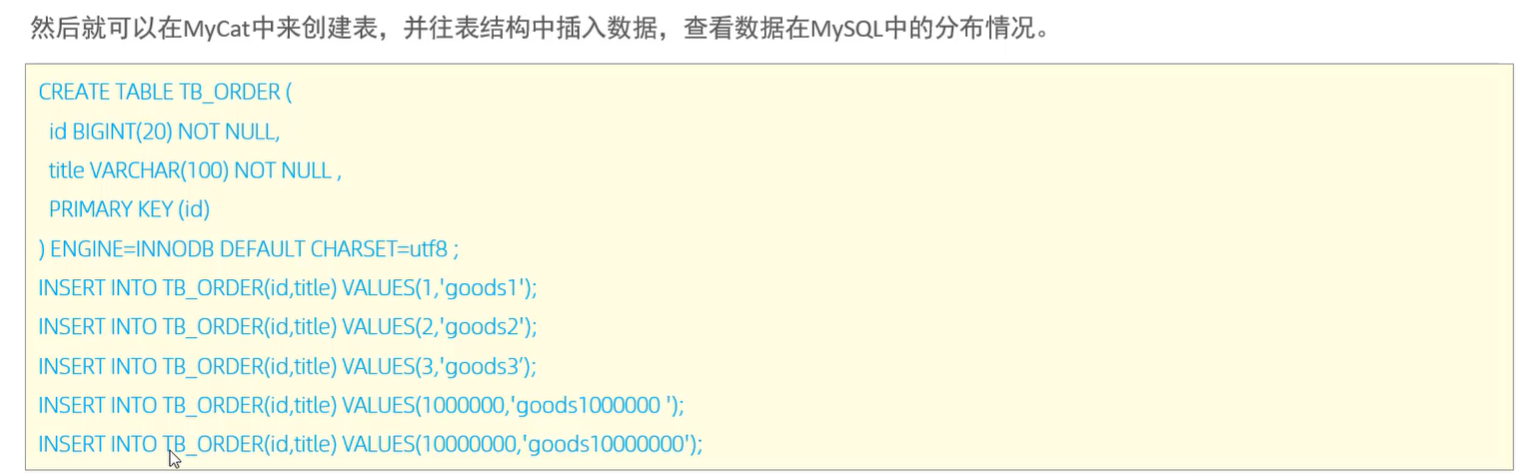 然后就可以在MyCat中来创建表，并往表结构中插入数据，查看数据在MySQL中的分布情况。
CREATE TABLE TB_ORDER (
id BIGINT(20) NOT NULL,
title VARCHAR(100) NOT NULL ,
PRIMARY KEY (id)
) ENGINE=INNODB DEFAULT CHARSET=utf8 ;
INSERT INTO TB_ORDER(id,title) VALUES(1,'goods1');
INSERT INTO TB_ORDER(id,title) VALUES(2,'goods2');
INSERT INTO TB_ORDER(id,title) VALUES(3,'goods3’);
INSERT INTO TB_ORDER(id,title) VALUES(1000000,'goods1000000 ');
INSERT INTO TB_ORDER(id,title) VALUES(10000000,'goods10000000');